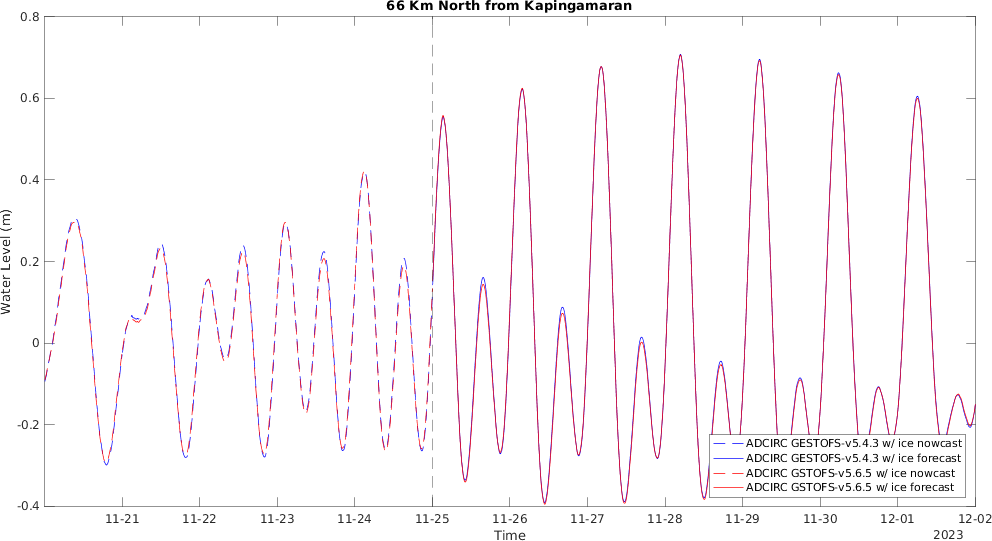 66 Km North from Kapingamaran
Water Level (m)
0.8
0.6
0.4
0.2
0
-0.2
-0.4
ADCIRC GESTOFS-v5.4.3 w/ ice nowcast
ADCIRC GESTOFS-v5.4.3 w/ ice forecast
ADCIRC GSTOFS-v5.6.5 w/ ice nowcast
ADCIRC GSTOFS-v5.6.5 w/ ice forecast
11-21 11-22 11-23 11-24 11-25 11-26 11-27 11-28 11-29 11-30 12-01 12-02
Time
2023